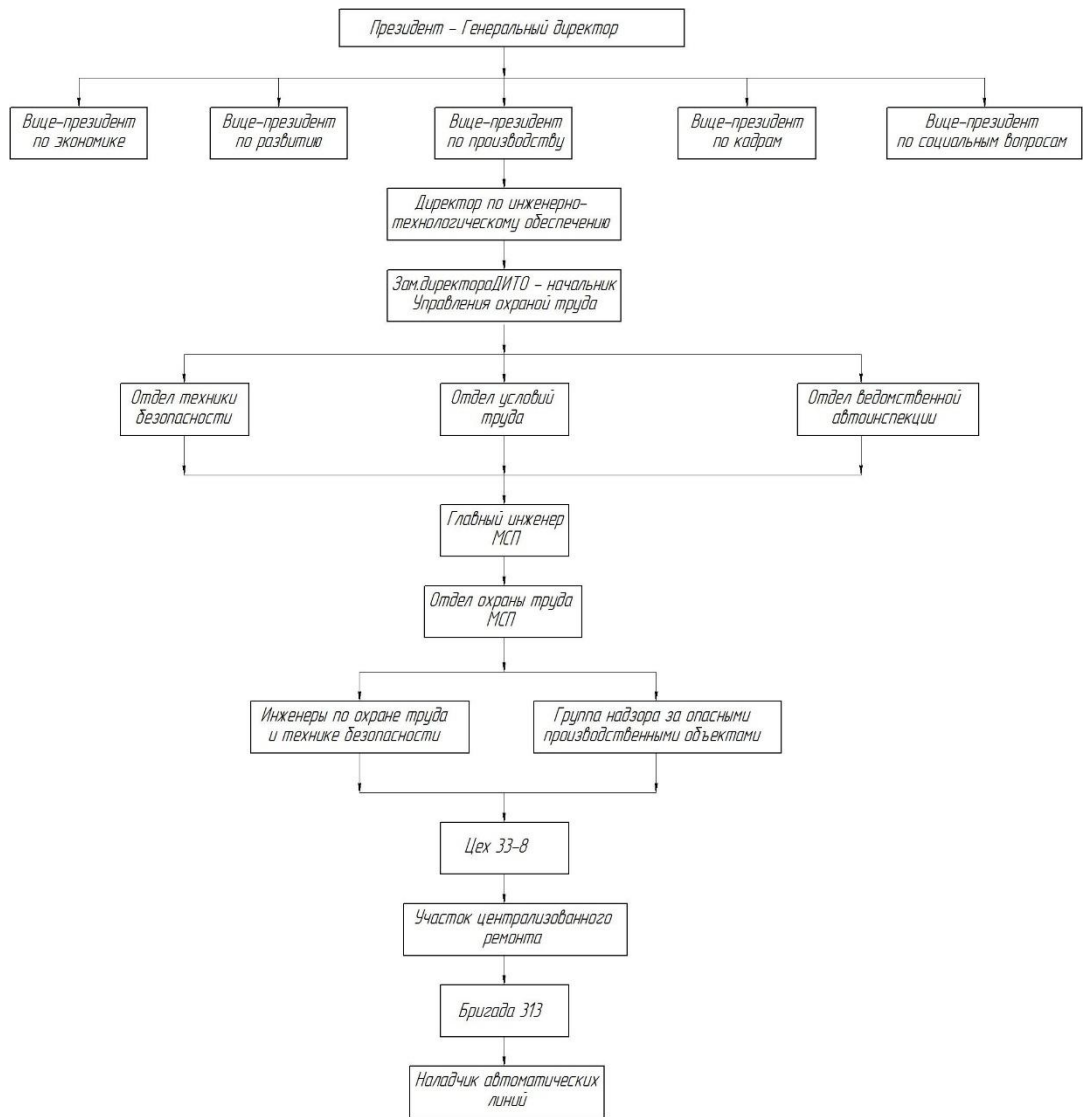 Президент – Генеральный директор
Вице-президент
по экономике
Вице-президент
по развитию
Вице-президент
по производству
Вице-президент
по кадрам
Вице-президент
по социальным вопросам
Директор по инженерно-
технологическому обеспечению
Зам.директораДИТО – начальник
Управления охраной труда
Отдел техники
безопасности
Отдел условий
труда
Отдел ведомственной
автоинспекции
Главный инженер
МСП
Отдел охраны труда
МСП
Инженеры по охране труда
и технике безопасности
Группа надзора за опасными
производственными объектами
Цех 33-8
Участок централизованного
ремонта
Бригада 313
Наладчик автоматических
линий